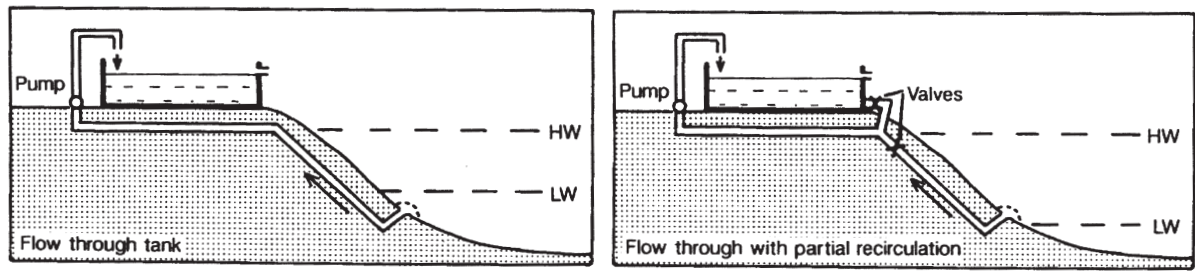 Pump
HW
LW
Flow through tank
Pump
Valves
HW
LW
Flow through with partial recirculation